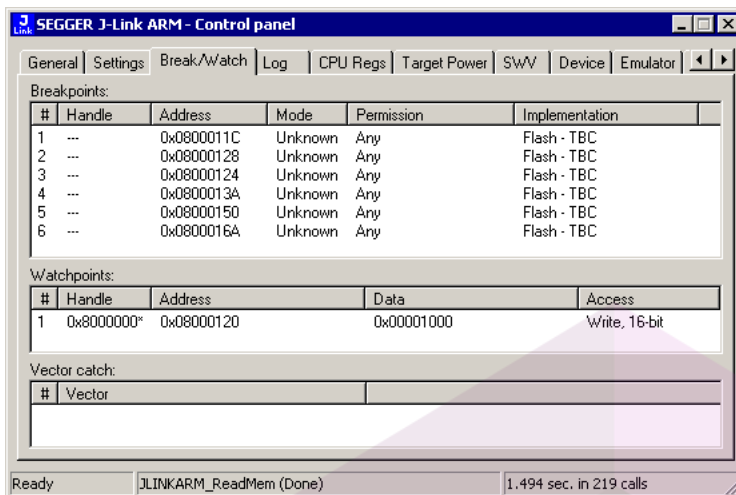 J Link SEGGER J-Link ARM - Control panel
General Settings Break/Watch Log CPU Regs Target Power SWV Device Emulator
Breakpoints:
# Handle Address Mode Permission Implementation
1 --- 0x0800011C Unknown Any Flash - TBC
2 --- 0x08000128 Unknown Any Flash - TBC
3 --- 0x08000124 Unknown Any Flash - TBC
4 --- 0x0800013A Unknown Any Flash - TBC
5 --- 0x08000150 Unknown Any Flash - TBC
6 --- 0x0800016A Unknown Any Flash - TBC
Watchpoints:
# Handle Address Data Access
1 0x8000000* 0x08000120 0x00001000 Write, 16-bit
Vector catch:
# Vector
Ready JLINKARM_ReadMem (Done) 1.494 sec. in 219 calls